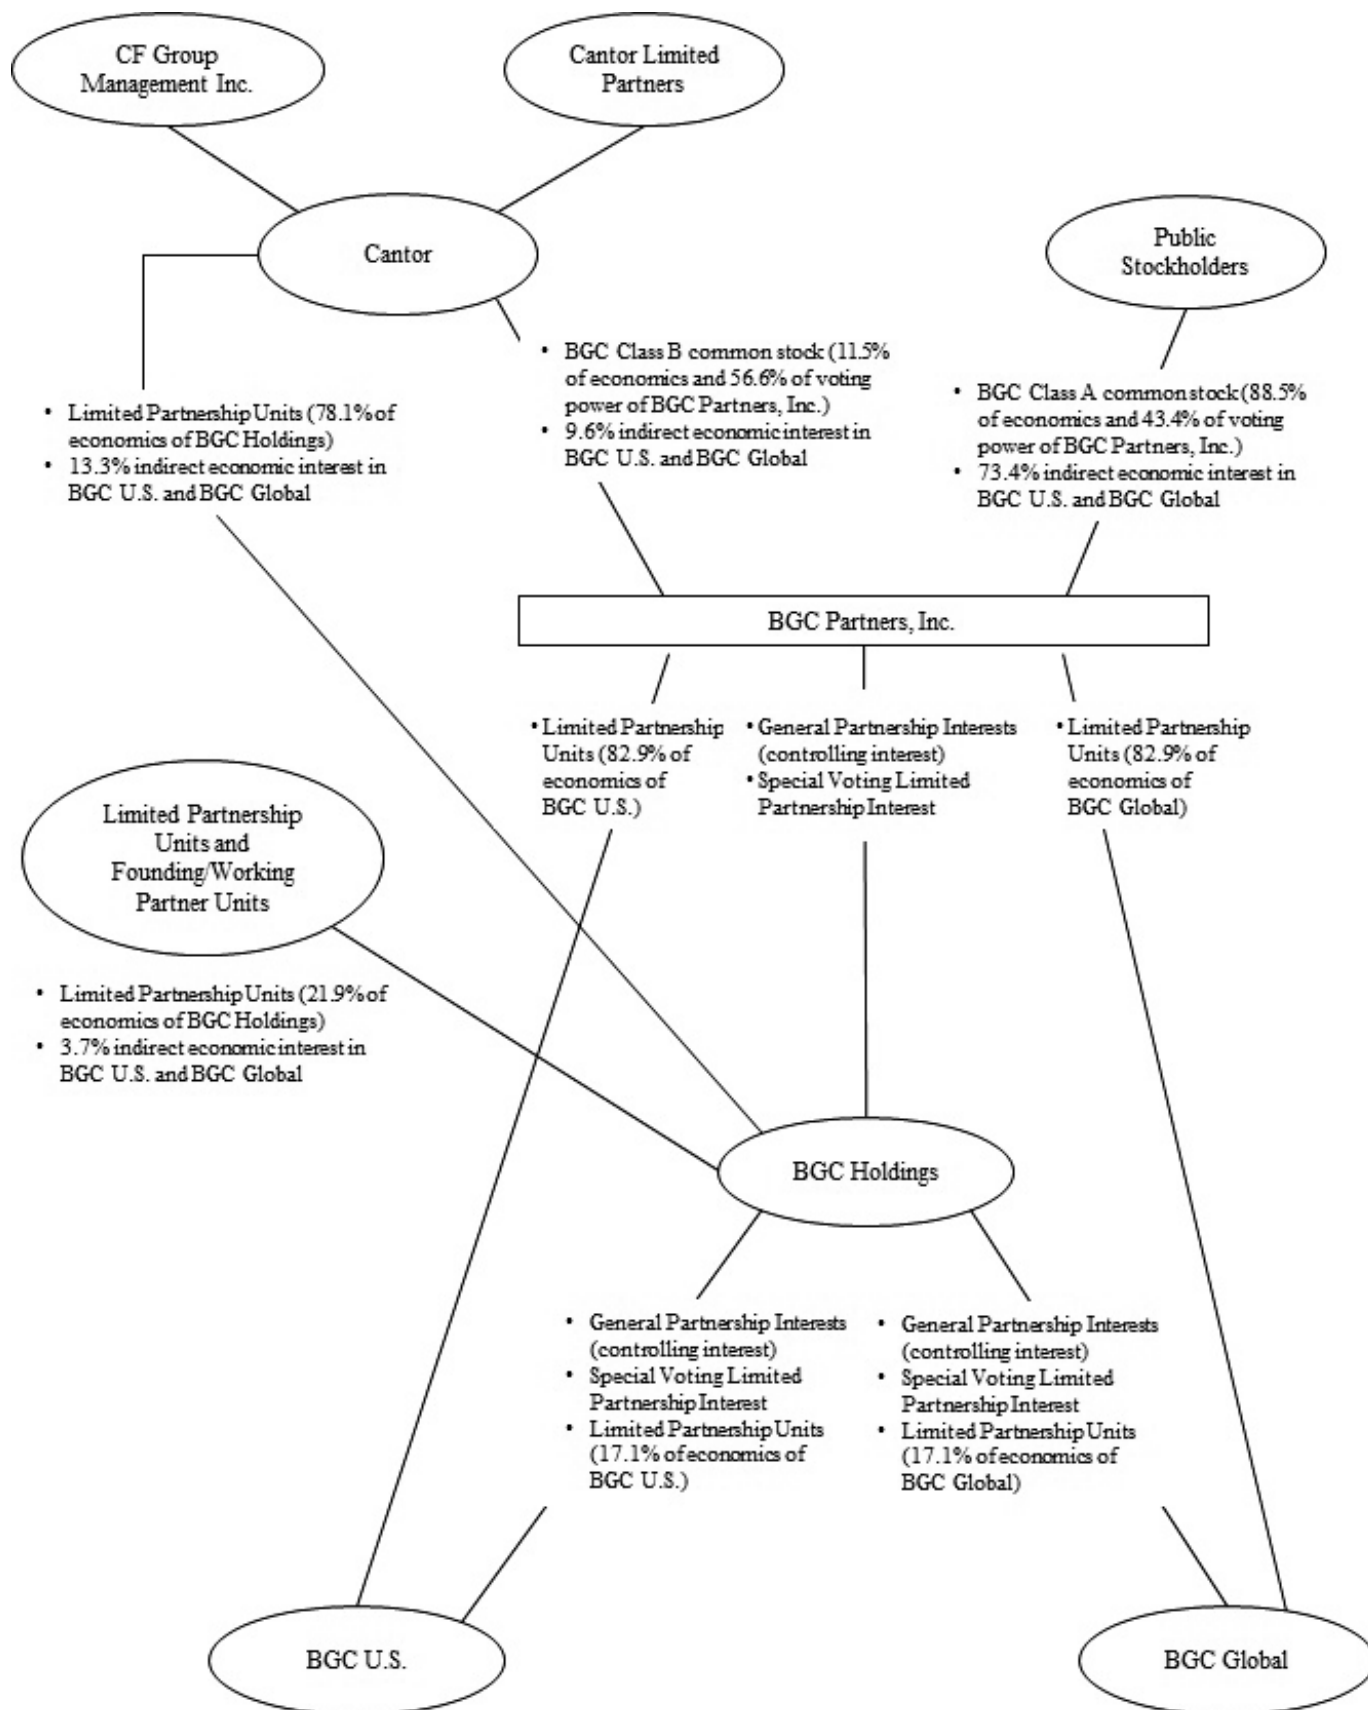 CF Group
Management Inc.
Cantor Limited
Partners
Cantor
Public
Stockholders
• Limited Partnership Units (78.1% of
economics of BGC Holdings)
• 13.3% indirect economic interest in
BGC U.S. and BGC Global
• BGC Class B common stock (11.5%
of economics and 56.6% of voting
power of BGC Partners, Inc.)
• 9.6% indirect economic interest in
BGC U.S. and BGC Global
• BGC Class A common stock (88.5%
of economics and 43.4% of voting
power of BGC Partners, Inc.)
• 73.4% indirect economic interest in
BGC U.S. and BGC Global
BGC Partners, Inc.
• Limited Partnership
Units (82.9% of
economics of
BGC U.S.)
• General Partnership Interests
(controlling interest)
• Special Voting Limited
Partnership Interest
• Limited Partnership
Units (82.9% of
economics of
BGC Global)
Limited Partnership
Units and
Founding/Working
Partner Units
• Limited Partnership Units (21.9% of
economics of BGC Holdings)
• 3.7% indirect economic interest in
BGC U.S. and BGC Global
BGC Holdings
• General Partnership Interests
(controlling interest)
• Special Voting Limited
Partnership Interest
• Limited Partnership Units
(17.1% of economics of
BGC U.S.)
• General Partnership Interests
(controlling interest)
• Special Voting Limited
Partnership Interest
• Limited Partnership Units
(17.1% of economics of
BGC Global)
BGC U.S.
BGC Global